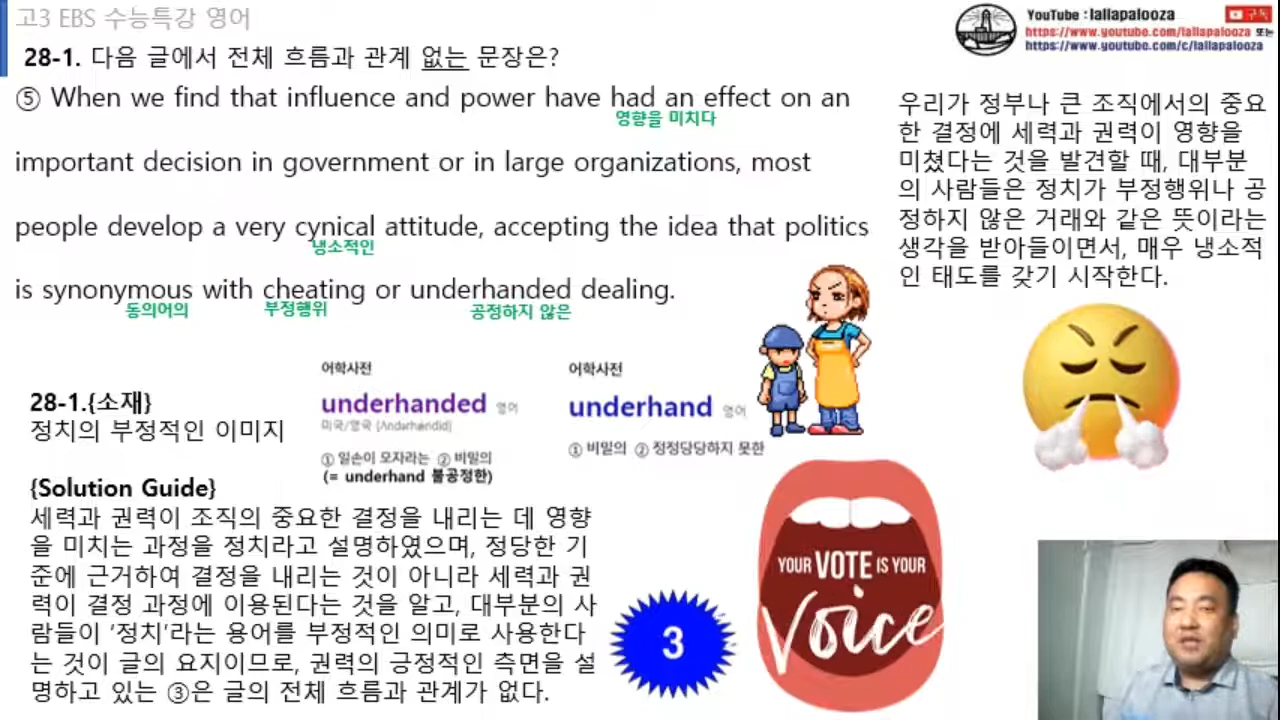 고3 EBS 수능특강 영어
YouTube : lallapalooza
구독
https://www.youtube.com/lallapalooza 또는
https://www.youtube.com/c/lallapalooza
28-1. 다음 글에서 전체 흐름과 관계 없는 문장은?
⑤ When we find that influence and power have had an effect on an
영향을 미치다
important decision in government or in large organizations, most
people develop a very cynical attitude, accepting the idea that politics
냉소적인
is synonymous with cheating or underhanded dealing.
동의어의 부정행위 공정하지 않은
우리가 정부나 큰 조직에서의 중요
한 결정에 세력과 권력이 영향을
미쳤다는 것을 발견할 때, 대부분
의 사람들은 정치가 부정행위나 공
정하지 않은 거래와 같은 뜻이라는
생각을 받아들이면서, 매우 냉소적
인 태도를 갖기 시작한다.
28-1.{소재}
정치의 부정적인 이미지
어학사전
underhanded 영어
미국/영국 [ʌndərhændid]
① 일손이 모자라는 ② 비밀의
(= underhand 불공정한)
어학사전
underhand 영어
① 비밀의 ② 정정당당하지 못한
{Solution Guide}
세력과 권력이 조직의 중요한 결정을 내리는 데 영향
을 미치는 과정을 정치라고 설명하였으며, 정당한 기
준에 근거하여 결정을 내리는 것이 아니라 세력과 권
력이 결정 과정에 이용된다는 것을 알고, 대부분의 사
람들이 ‘정치’라는 용어를 부정적인 의미로 사용한다
는 것이 글의 요지이므로, 권력의 긍정적인 측면을 설
명하고 있는 ③은 글의 전체 흐름과 관계가 없다.
3
YOUR VOTE IS YOUR
Voice